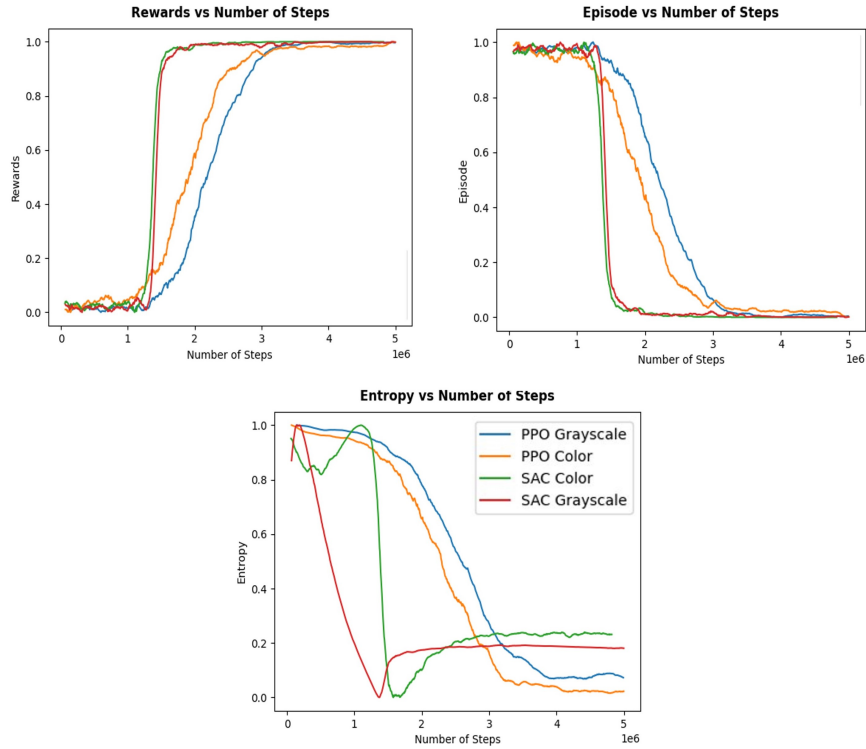 Rewards vs Number of Steps
1.0
0.8
0.6
0.4
0.2
0.0
Rewards
0 1 2 3 4 5
1e6
Number of Steps
Episode vs Number of Steps
1.0
0.8
0.6
0.4
0.2
0.0
Episode
0 1 2 3 4 5
1e6
Number of Steps
Entropy vs Number of Steps
1.0
0.8
0.6
0.4
0.2
0.0
Entropy
PPO Grayscale
PPO Color
SAC Color
SAC Grayscale
0 1 2 3 4 5
1e6
Number of Steps